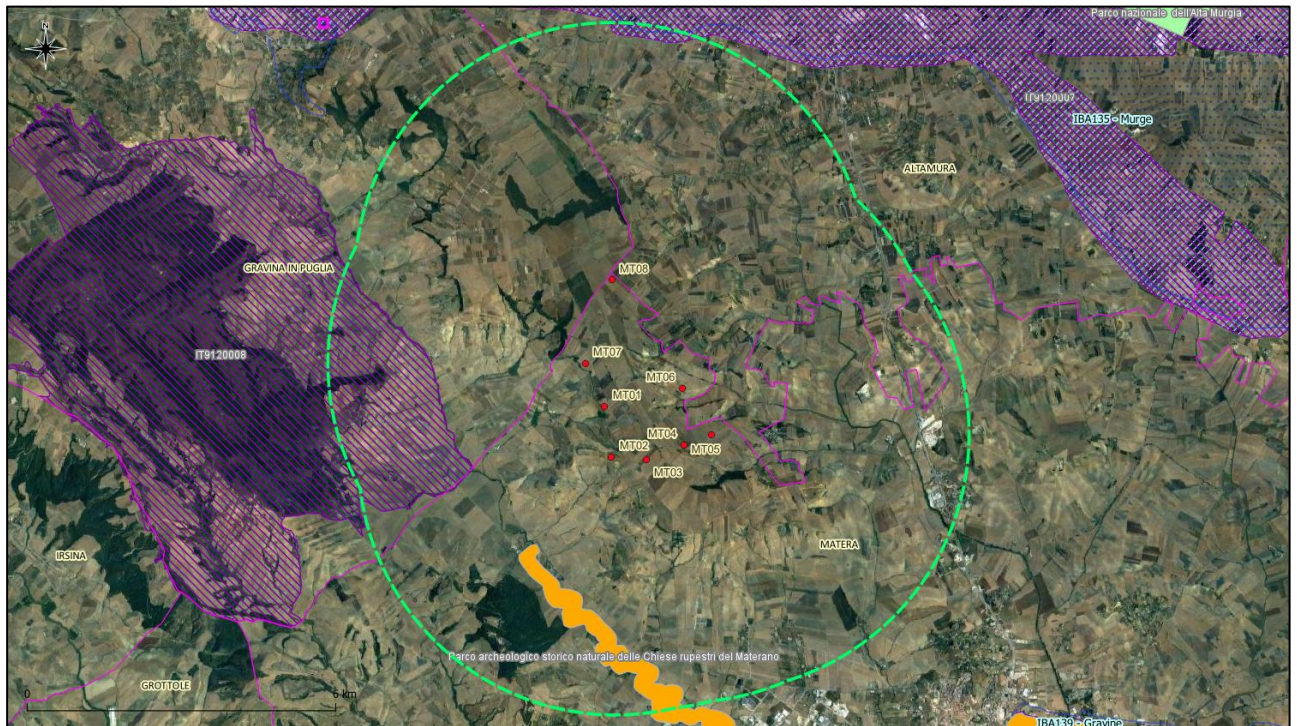 Parco nazionale dell'Alta Murgia
N
IT9120007
IBA135 - Murge
ALTAMURA
GRAVINA IN PUGLIA
MT08
MT07
MT06
MT01
MT04
MT02
MT05
MT03
IT9120008
MATERA
IRSINA
Parco archeologico storico naturale delle Chiese rupestri del Materano
GROTTOLE
0
5 km
IBA139 - Gravine